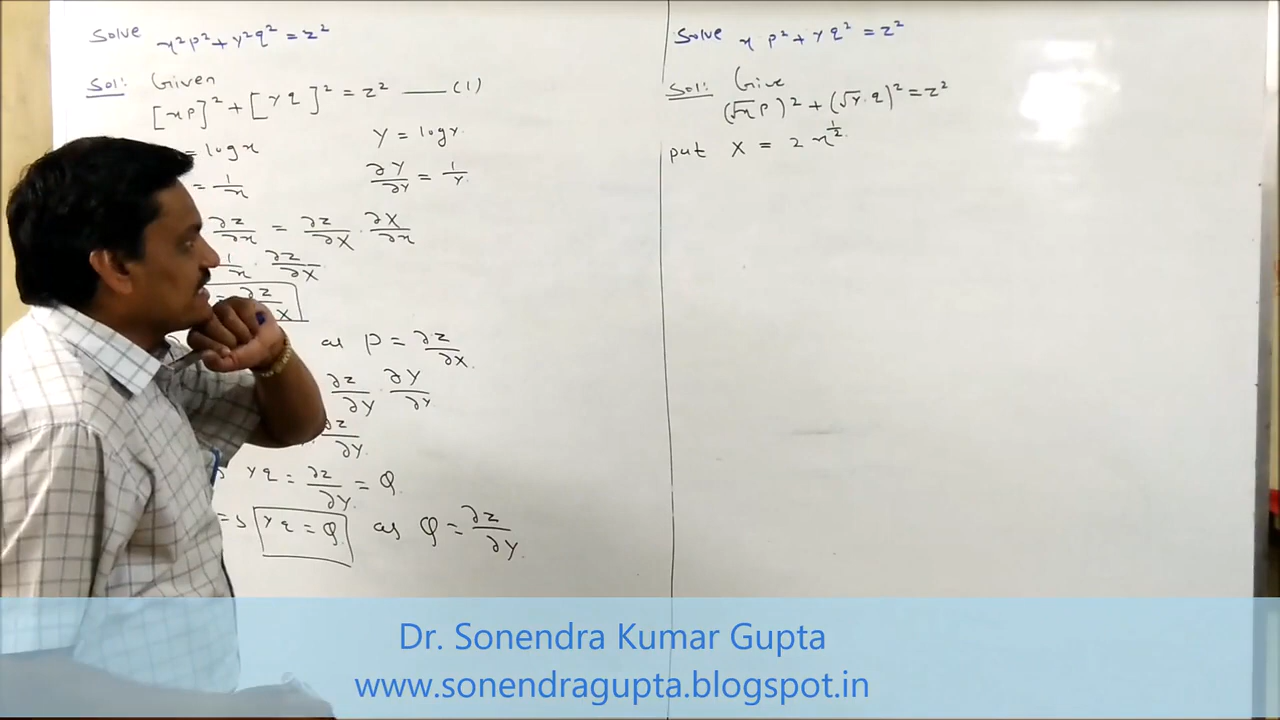 Solve x²p² + y²q² = z²
Sol: Given
[xp]² + [yq]² = z² —— (1)
= log x
Y = log y
= 1/x
∂Y/∂y = 1/y
∂z/∂x = ∂z/∂X · ∂X/∂x
1/x · ∂z/∂X
= ∂z/∂X
as P = ∂z/∂X
∂z/∂Y · ∂Y/∂y
∂z/∂Y
yq = ∂z/∂Y = Q
⇒ yq = Q as Q = ∂z/∂Y
Solve x p² + y q² = z²
Sol: Give
(√x p)² + (√y · q)² = z²
put X = 2 x^{1/2}
Dr. Sonendra Kumar Gupta
www.sonendragupta.blogspot.in